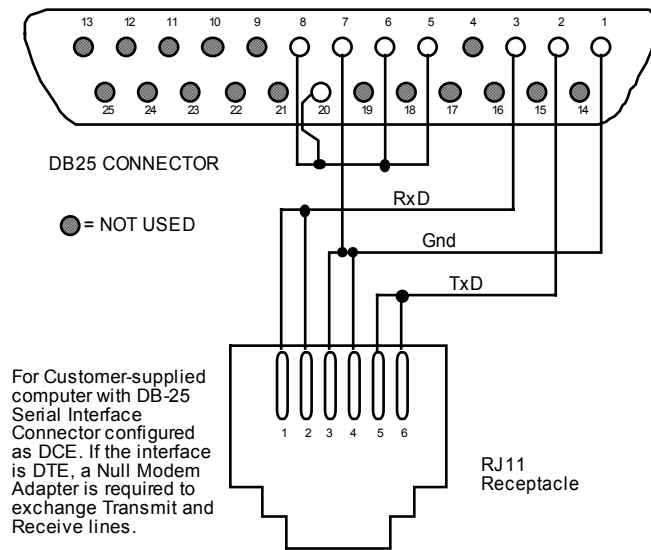 13 12 11 10 9 8 7 6 5 4 3 2 1
25 24 23 22 21 20 19 18 17 16 15 14
DB25 CONNECTOR
RxD
= NOT USED
Gnd
TxD
For Customer-supplied
computer with DB-25
Serial Interface
Connector configured
as DCE. If the interface
is DTE, a Null Modem
Adapter is required to
exchange Transmit and
Receive lines.
1 2 3 4 5 6
RJ11
Receptacle